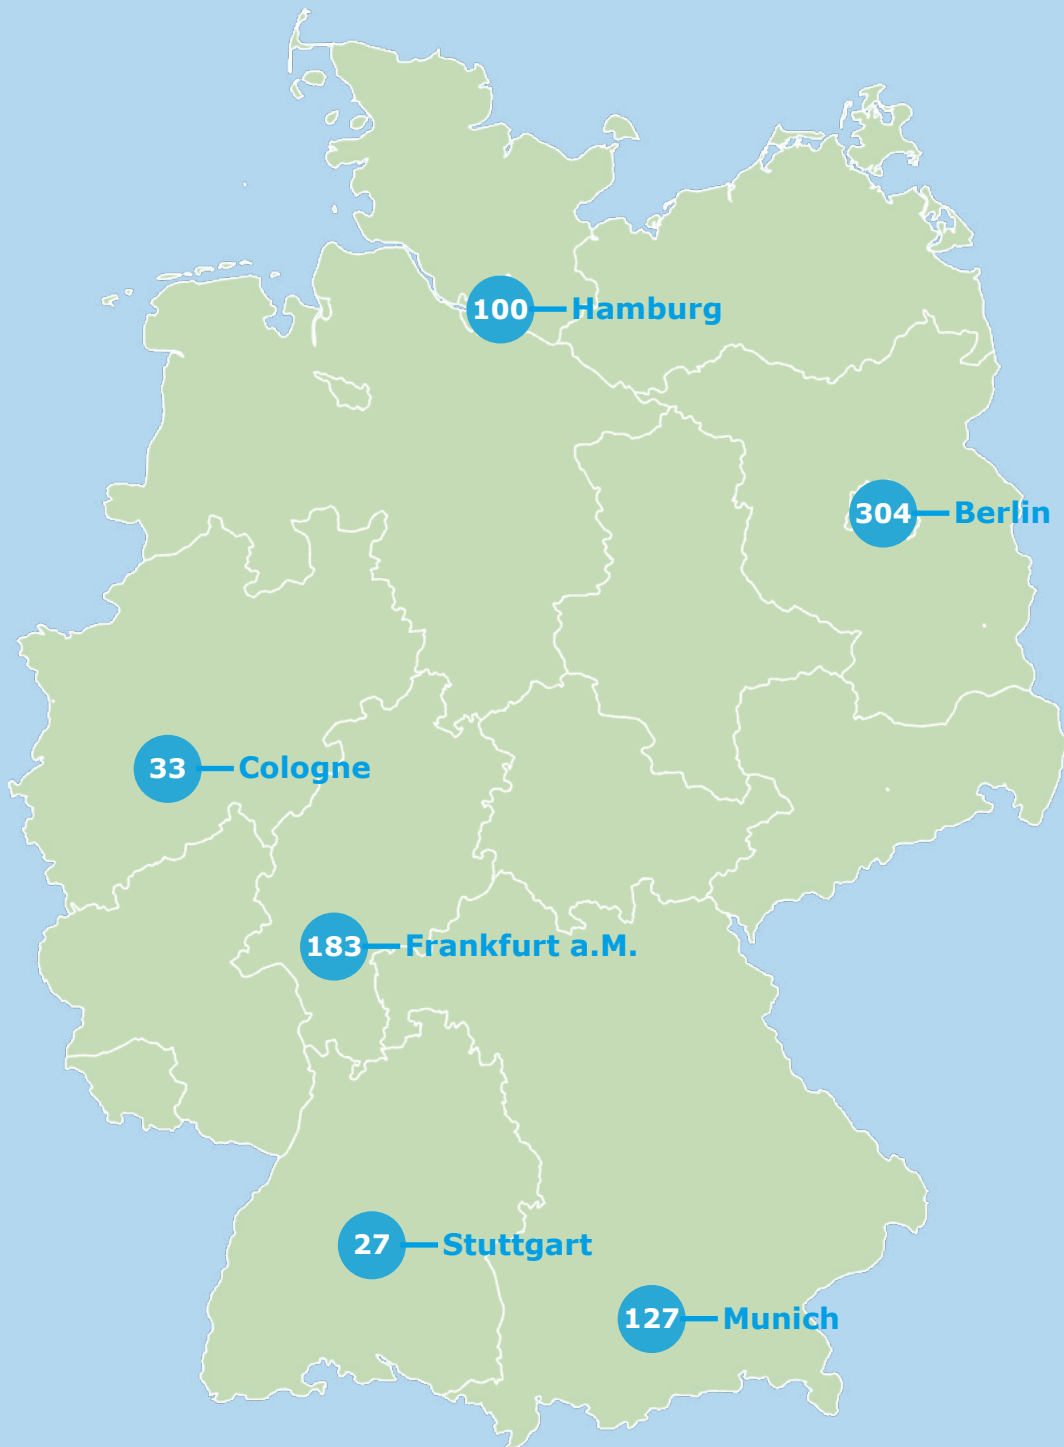 100 Hamburg
304 Berlin
33 Cologne
183 Frankfurt a.M.
27 Stuttgart
127 Munich